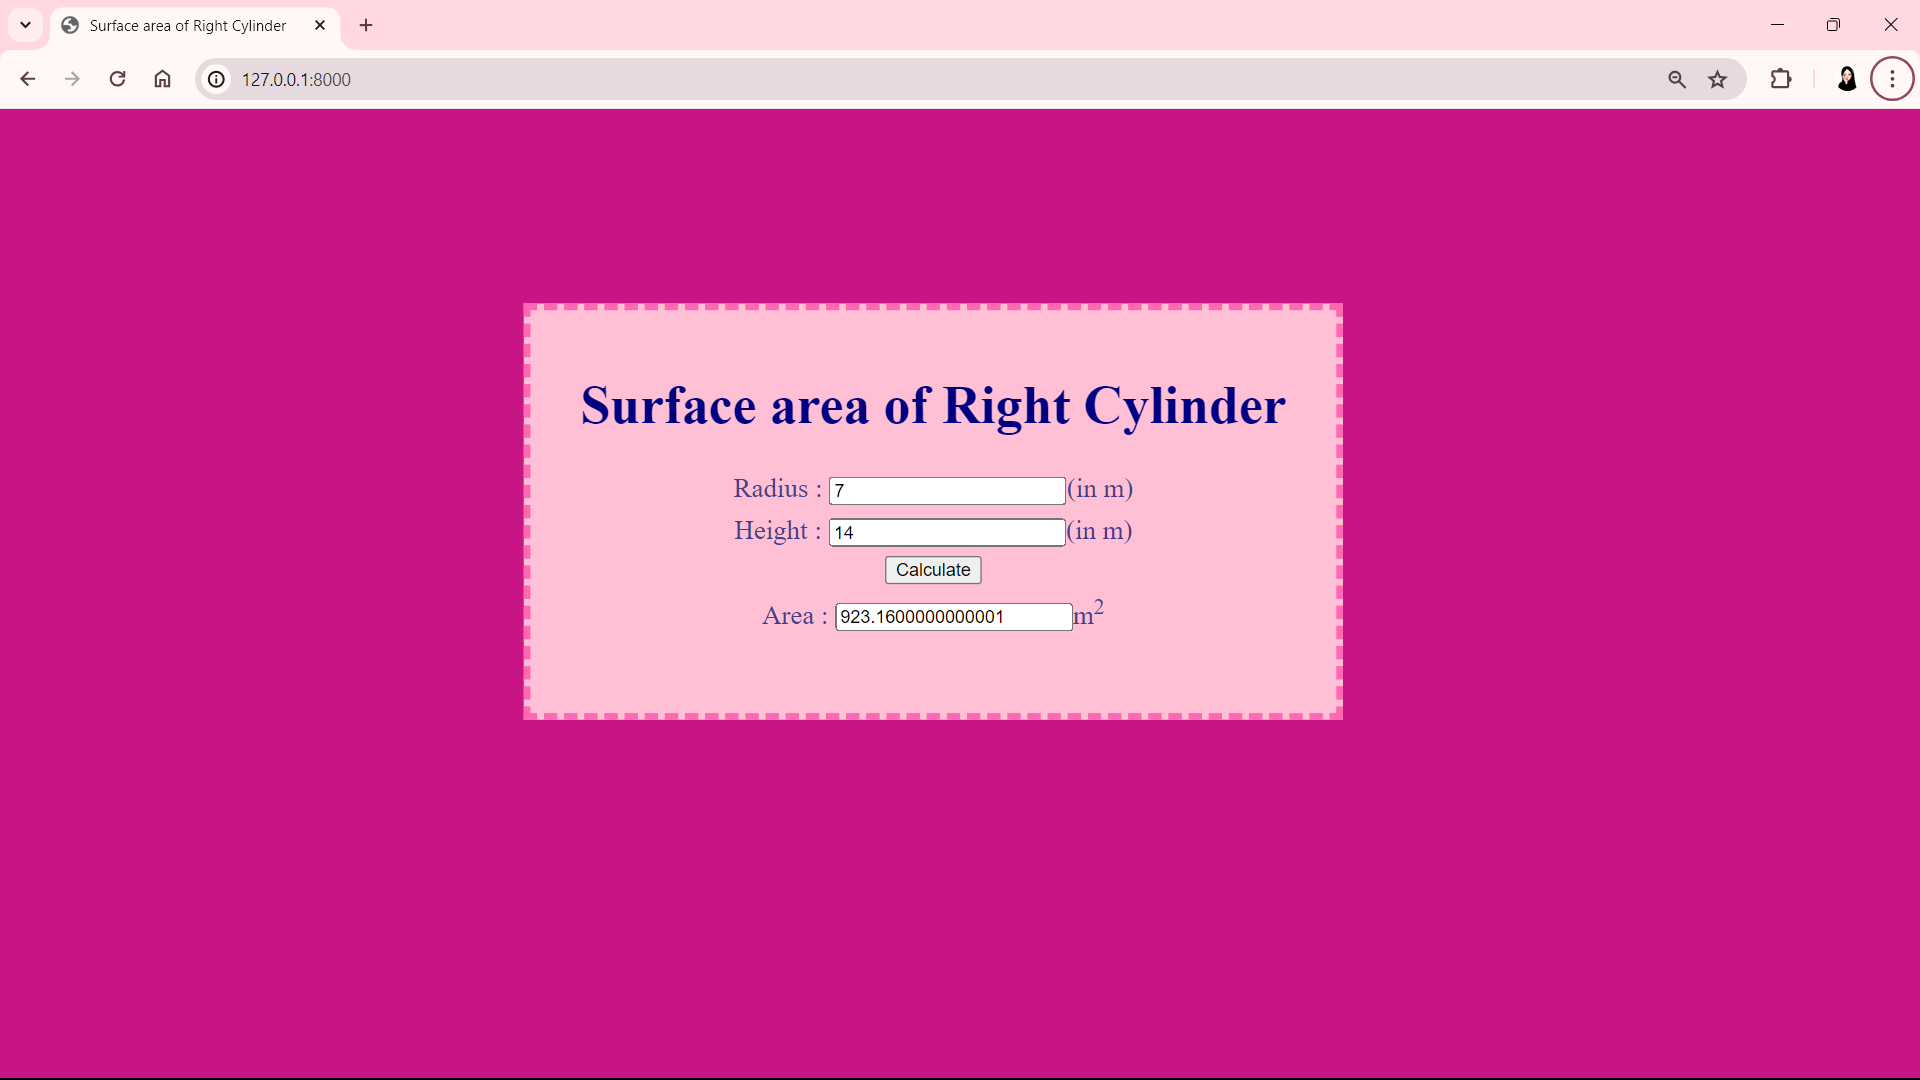 Surface area of Right Cylinder
127.0.0.1:8000
Surface area of Right Cylinder
Radius : 7 (in m)
Height : 14 (in m)
Calculate
Area : 923.1600000000001 m²